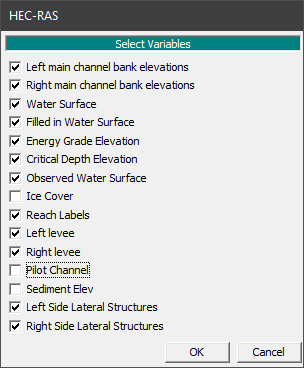 HEC-RAS
Select Variables
Left main channel bank elevations
Right main channel bank elevations
Water Surface
Filled in Water Surface
Energy Grade Elevation
Critical Depth Elevation
Observed Water Surface
Ice Cover
Reach Labels
Left levee
Right levee
Pilot Channel
Sediment Elev
Left Side Lateral Structures
Right Side Lateral Structures
OK Cancel